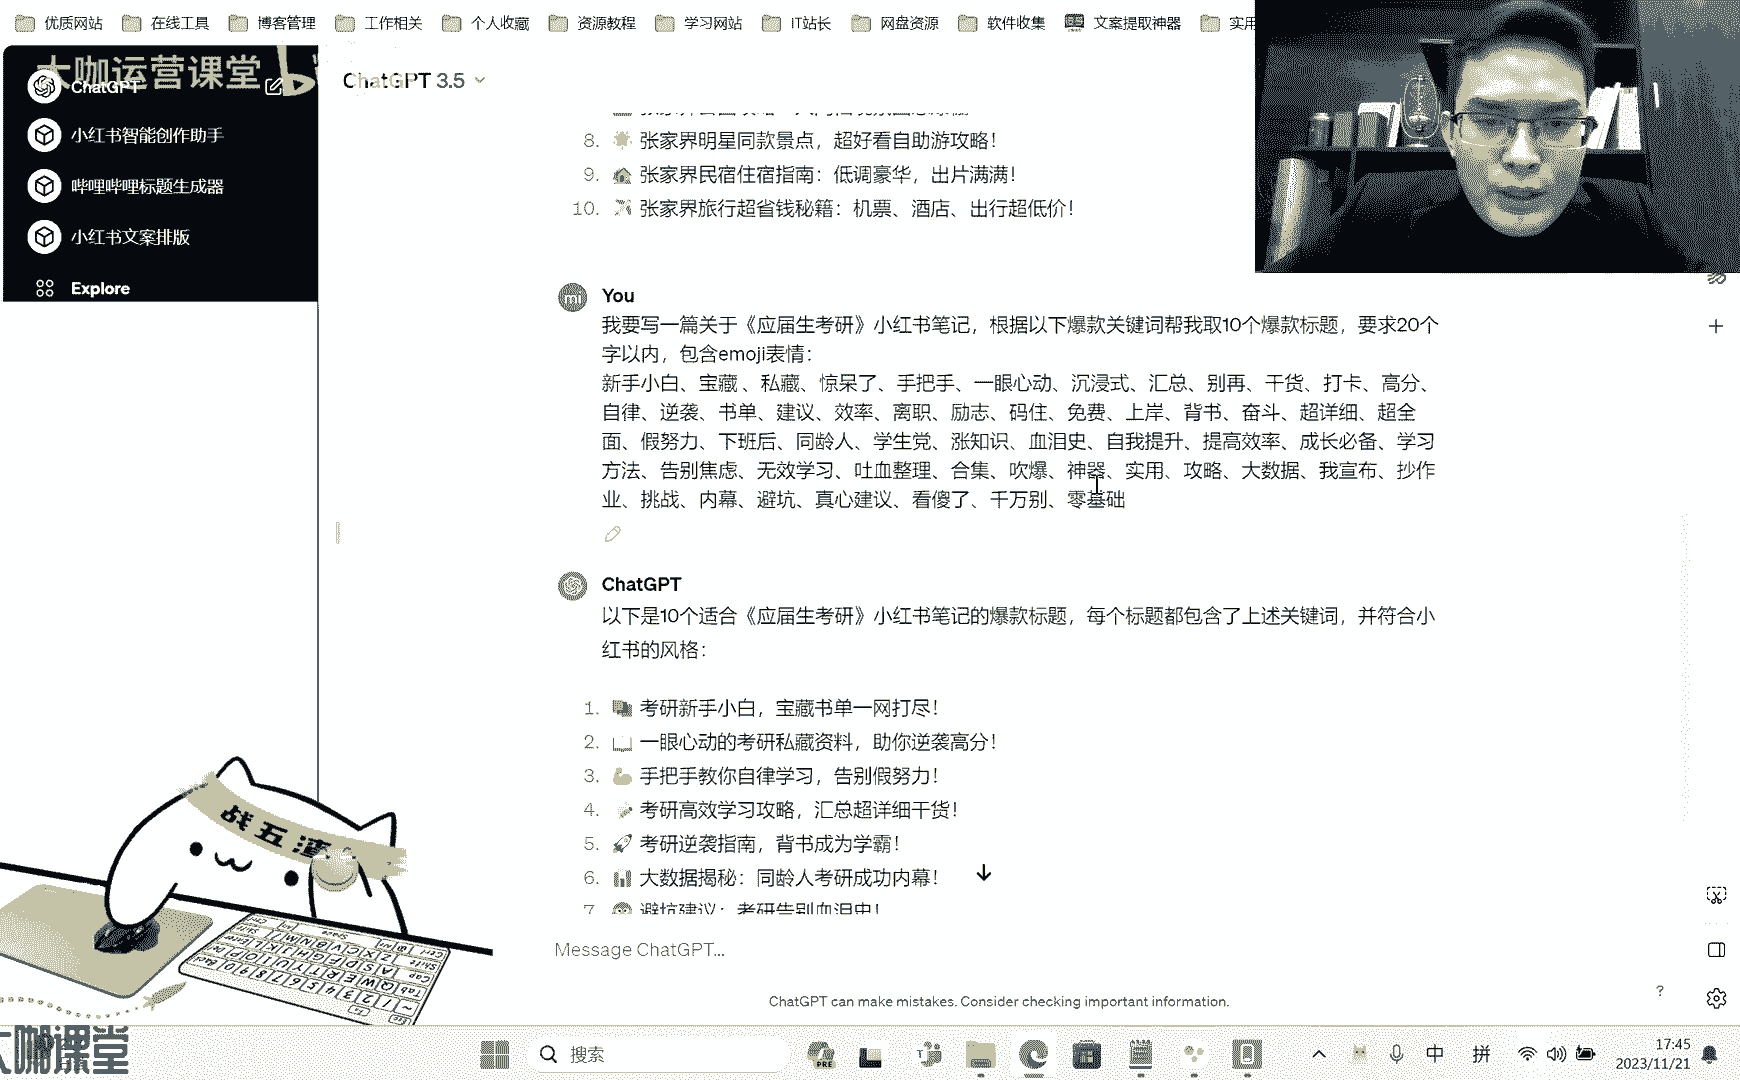 优质网站 在线工具 博客管理 工作相关 个人收藏 资源教程 学习网站 IT站长 网盘资源 软件收集 文案提取神器 实用
大咖运营课堂
ChatGPT
小红书智能创作助手
哔哩哔哩标题生成器
小红书文案排版
Explore
ChatGPT 3.5
8. 张家界明星同款景点，超好看自助游攻略！
9. 张家界民宿住宿指南：低调豪华，出片满满！
10. 张家界旅行超省钱秘籍：机票、酒店、出行超低价！
mi
You
我要写一篇关于《应届生考研》小红书笔记，根据以下爆款关键词帮我取10个爆款标题，要求20个
字以内，包含emoji表情：
新手小白、宝藏 、私藏、惊呆了、手把手、一眼心动、沉浸式、汇总、别再、干货、打卡、高分、
自律、逆袭、书单、建议、效率、离职、励志、码住、免费、上岸、背书、奋斗、超详细、超全
面、假努力、下班后、同龄人、学生党、涨知识、血泪史、自我提升、提高效率、成长必备、学习
方法、告别焦虑、无效学习、吐血整理、合集、吹爆、神器、实用、攻略、大数据、我宣布、抄作
业、挑战、内幕、避坑、真心建议、看傻了、千万别、零基础
ChatGPT
以下是10个适合《应届生考研》小红书笔记的爆款标题，每个标题都包含了上述关键词，并符合小
红书的风格：
1. 考研新手小白，宝藏书单一网打尽！
2. 一眼心动的考研私藏资料，助你逆袭高分！
3. 手把手教你自律学习，告别假努力！
4. 考研高效学习攻略，汇总超详细干货！
5. 考研逆袭指南，背书成为学霸！
6. 大数据揭秘：同龄人考研成功内幕！
7. 避坑建议：考研告别血泪史！
Message ChatGPT...
ChatGPT can make mistakes. Consider checking important information.
?
战五渣
大咖课堂
搜索
PRE
中
拼
17:45
2023/11/21